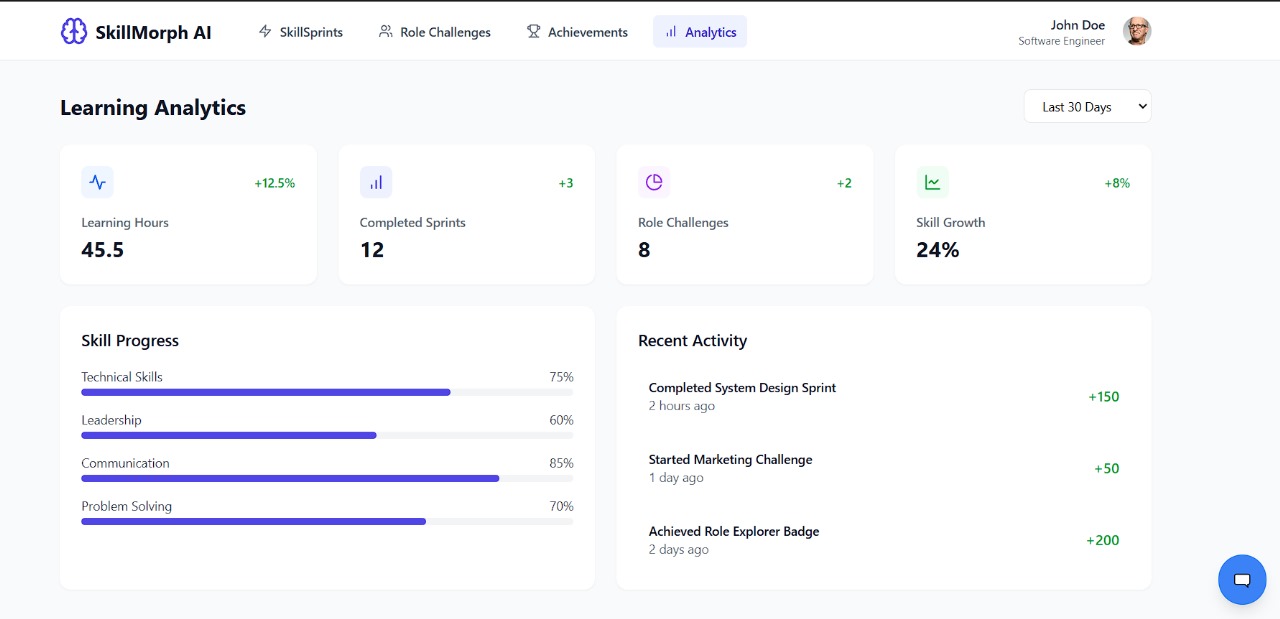 SkillMorph AI
SkillSprints
Role Challenges
Achievements
Analytics
John Doe
Software Engineer
Learning Analytics
Last 30 Days
+12.5%
Learning Hours
45.5
+3
Completed Sprints
12
+2
Role Challenges
8
+8%
Skill Growth
24%
Skill Progress
Technical Skills 75%
Leadership 60%
Communication 85%
Problem Solving 70%
Recent Activity
Completed System Design Sprint
2 hours ago
+150
Started Marketing Challenge
1 day ago
+50
Achieved Role Explorer Badge
2 days ago
+200